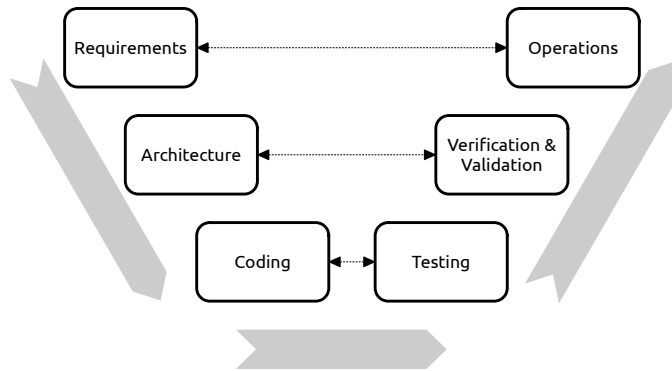 Requirements
Operations
Architecture
Verification &
Validation
Coding
Testing